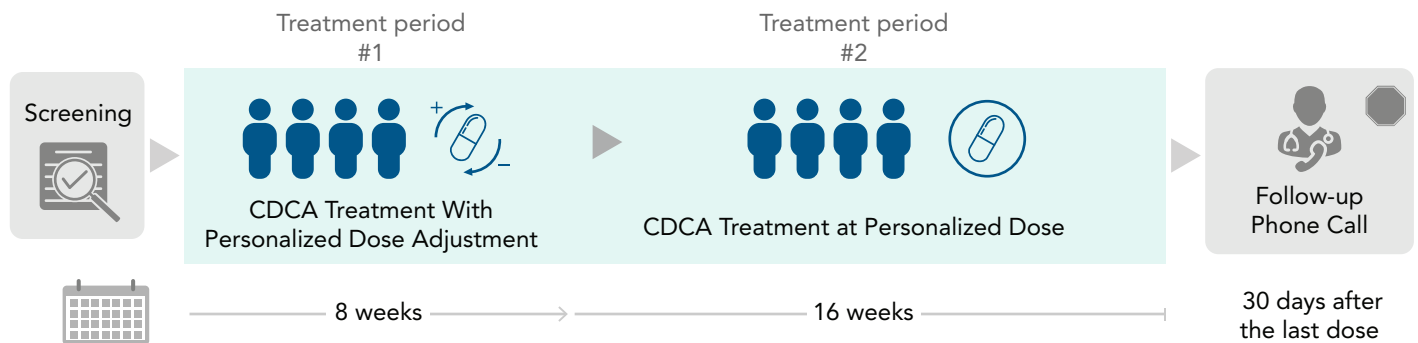 Treatment period
#1
Treatment period
#2
Screening
+
–
CDCA Treatment With
Personalized Dose Adjustment
CDCA Treatment at Personalized Dose
Follow-up
Phone Call
8 weeks
16 weeks
30 days after
the last dose